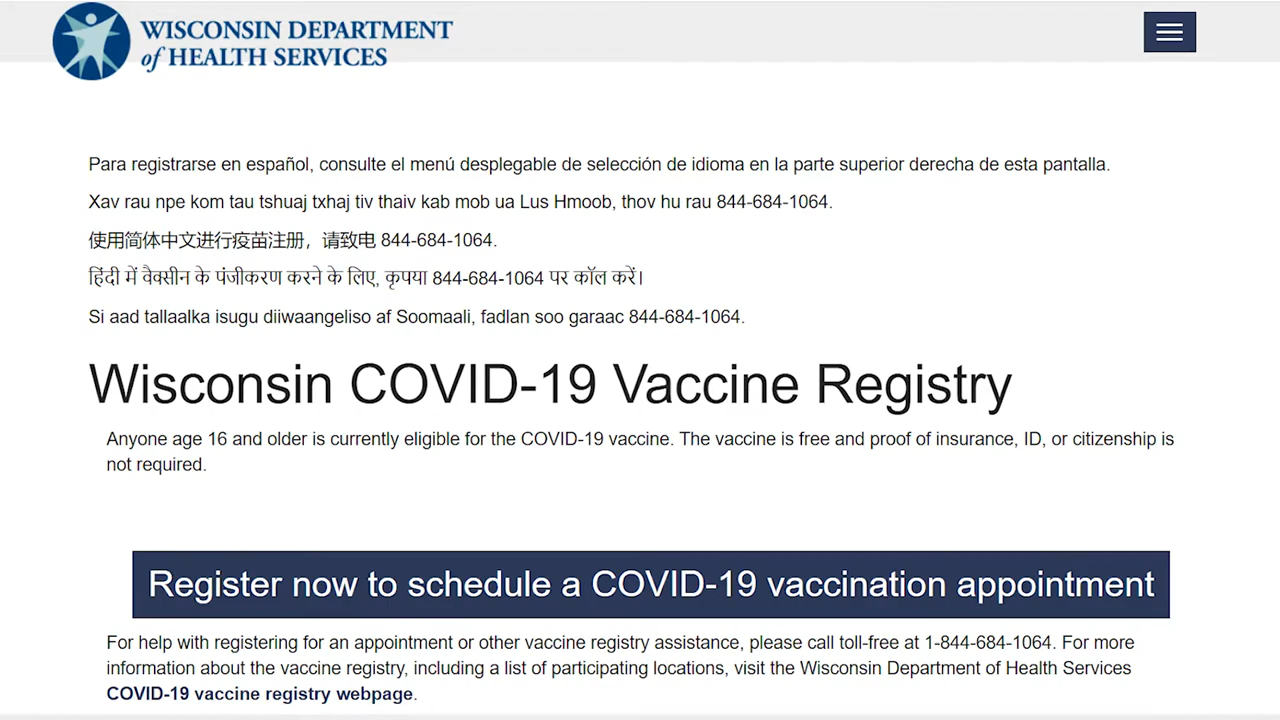 WISCONSIN DEPARTMENT
of HEALTH SERVICES
Para registrarse en español, consulte el menú desplegable de selección de idioma en la parte superior derecha de esta pantalla.
Xav rau npe kom tau tshuaj txhaj tiv thaiv kab mob ua Lus Hmoob, thov hu rau 844-684-1064.
使用简体中文进行疫苗注册，请致电 844-684-1064.
हिंदी में वैक्सीन के पंजीकरण करने के लिए, कृपया 844-684-1064 पर कॉल करें।
Si aad tallaalka isugu diiwaangeliso af Soomaali, fadlan soo garaac 844-684-1064.
Wisconsin COVID-19 Vaccine Registry
Anyone age 16 and older is currently eligible for the COVID-19 vaccine. The vaccine is free and proof of insurance, ID, or citizenship is
not required.
Register now to schedule a COVID-19 vaccination appointment
For help with registering for an appointment or other vaccine registry assistance, please call toll-free at 1-844-684-1064. For more
information about the vaccine registry, including a list of participating locations, visit the Wisconsin Department of Health Services
COVID-19 vaccine registry webpage.